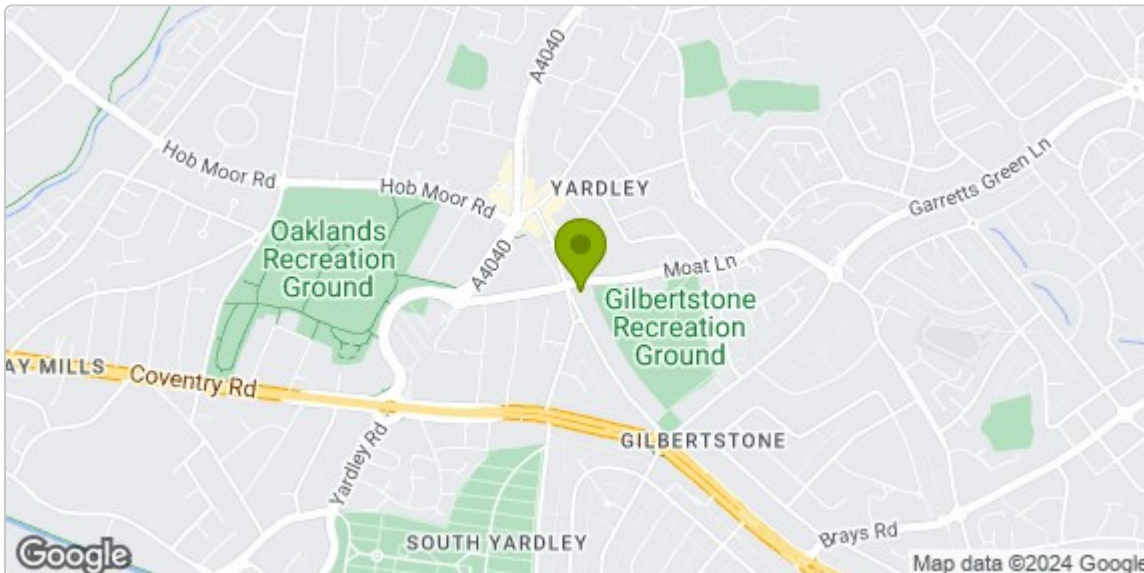 A4040
Hob Moor Rd
Hob Moor Rd
YARDLEY
Garretts Green Ln
Oaklands
Recreation
Ground
A4040
Moat Ln
Gilbertstone
Recreation
Ground
AY MILLS
Coventry Rd
Yardley Rd
GILBERTSTONE
Brays Rd
SOUTH YARDLEY
Google
Map data ©2024 Google